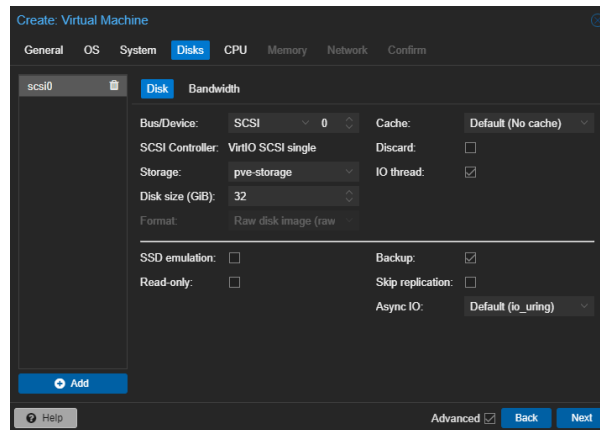 Create: Virtual Machine
General OS System Disks CPU Memory Network Confirm
scsi0
Disk Bandwidth
Bus/Device: SCSI 0 Cache: Default (No cache)
SCSI Controller: VirtIO SCSI single Discard:
Storage: pve-storage IO thread:
Disk size (GiB): 32
Format: Raw disk image (raw
SSD emulation: Backup:
Read-only: Skip replication:
Async IO: Default (io_uring)
Add
Help Advanced Back Next